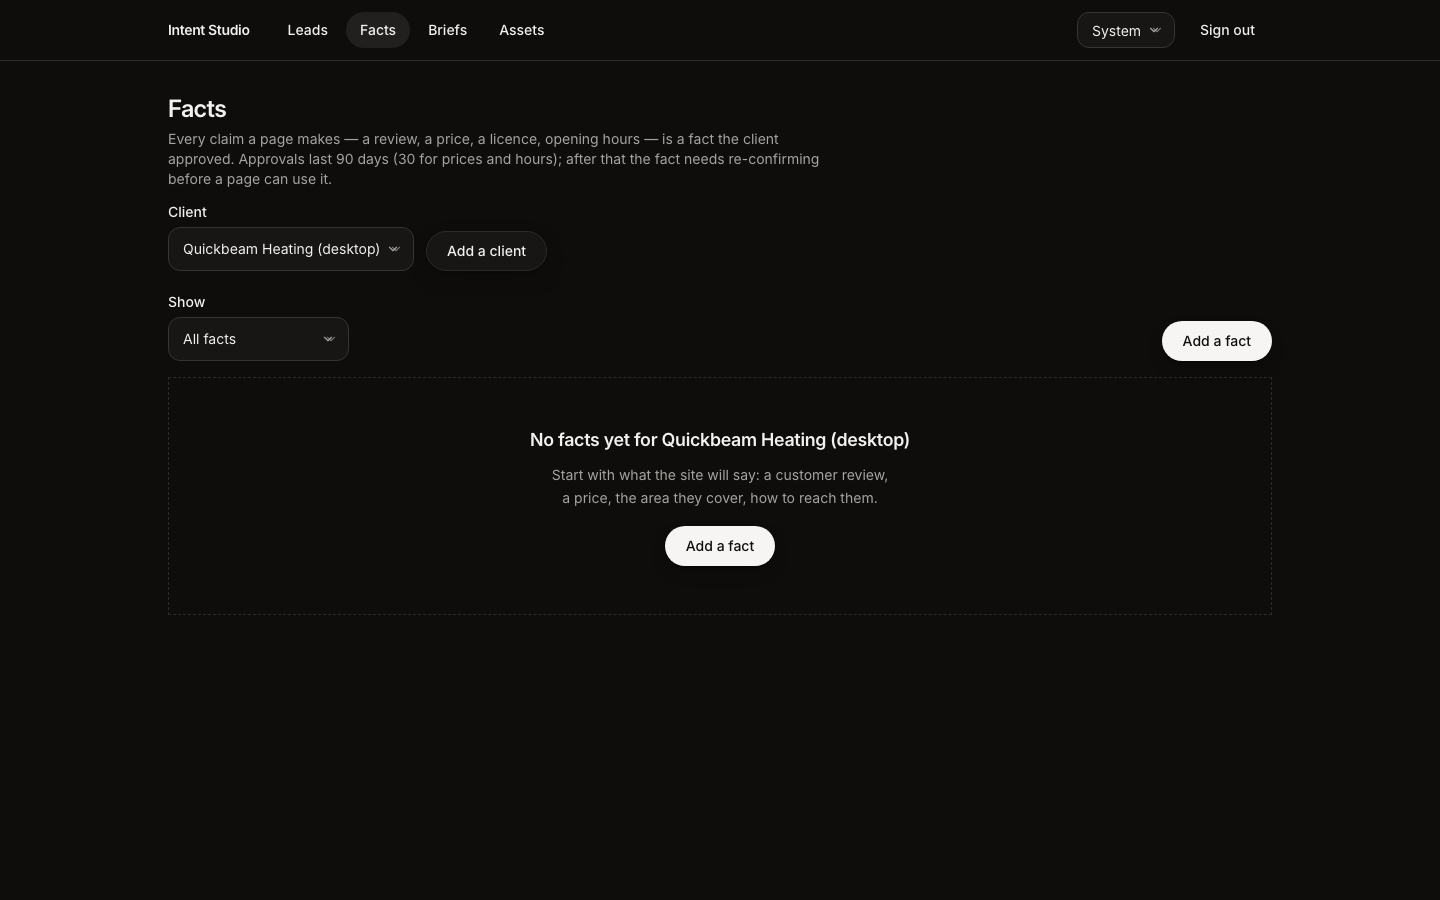 Intent Studio
Leads
Facts
Briefs
Assets
System
Sign out
Facts
Every claim a page makes — a review, a price, a licence, opening hours — is a fact the client
approved. Approvals last 90 days (30 for prices and hours); after that the fact needs re-confirming
before a page can use it.
Client
Quickbeam Heating (desktop)
Add a client
Show
All facts
Add a fact
No facts yet for Quickbeam Heating (desktop)
Start with what the site will say: a customer review,
a price, the area they cover, how to reach them.
Add a fact